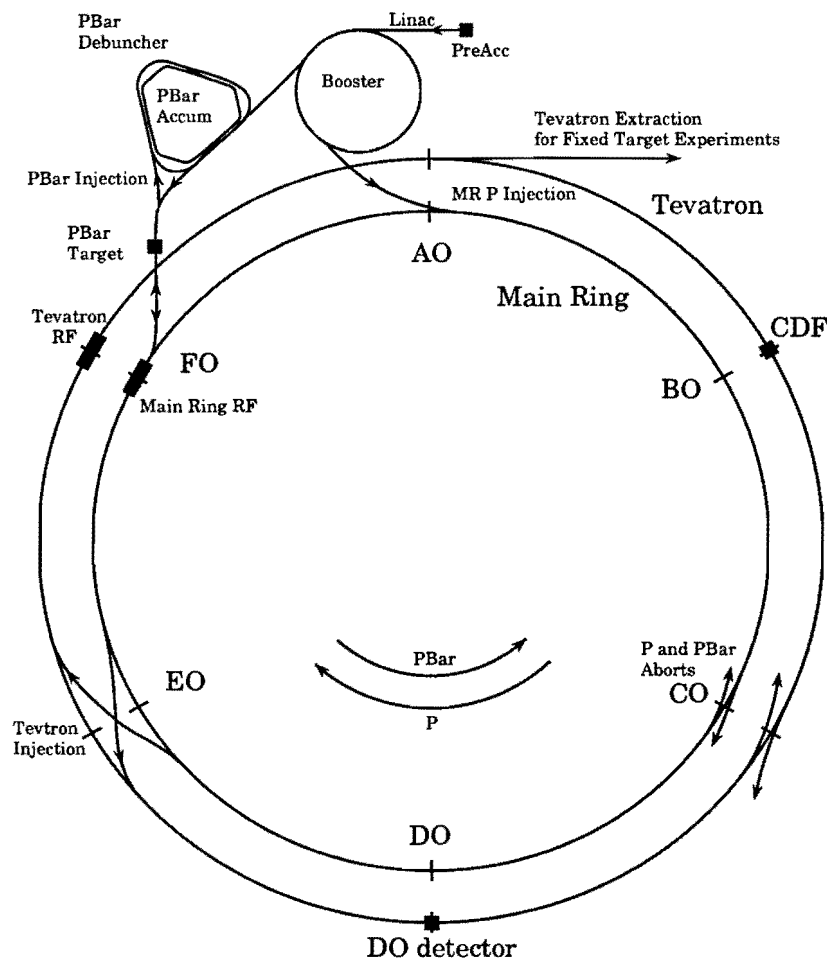 PBar
Debuncher
Linac
PreAcc
Booster
PBar
Accum
Tevatron Extraction
for Fixed Target Experiments
PBar Injection
MR P Injection
Tevatron
PBar
Target
AO
Main Ring
Tevatron
RF
CDF
FO
BO
Main Ring RF
PBar
P and PBar
Aborts
EO
CO
P
Tevtron
Injection
DO
DO detector